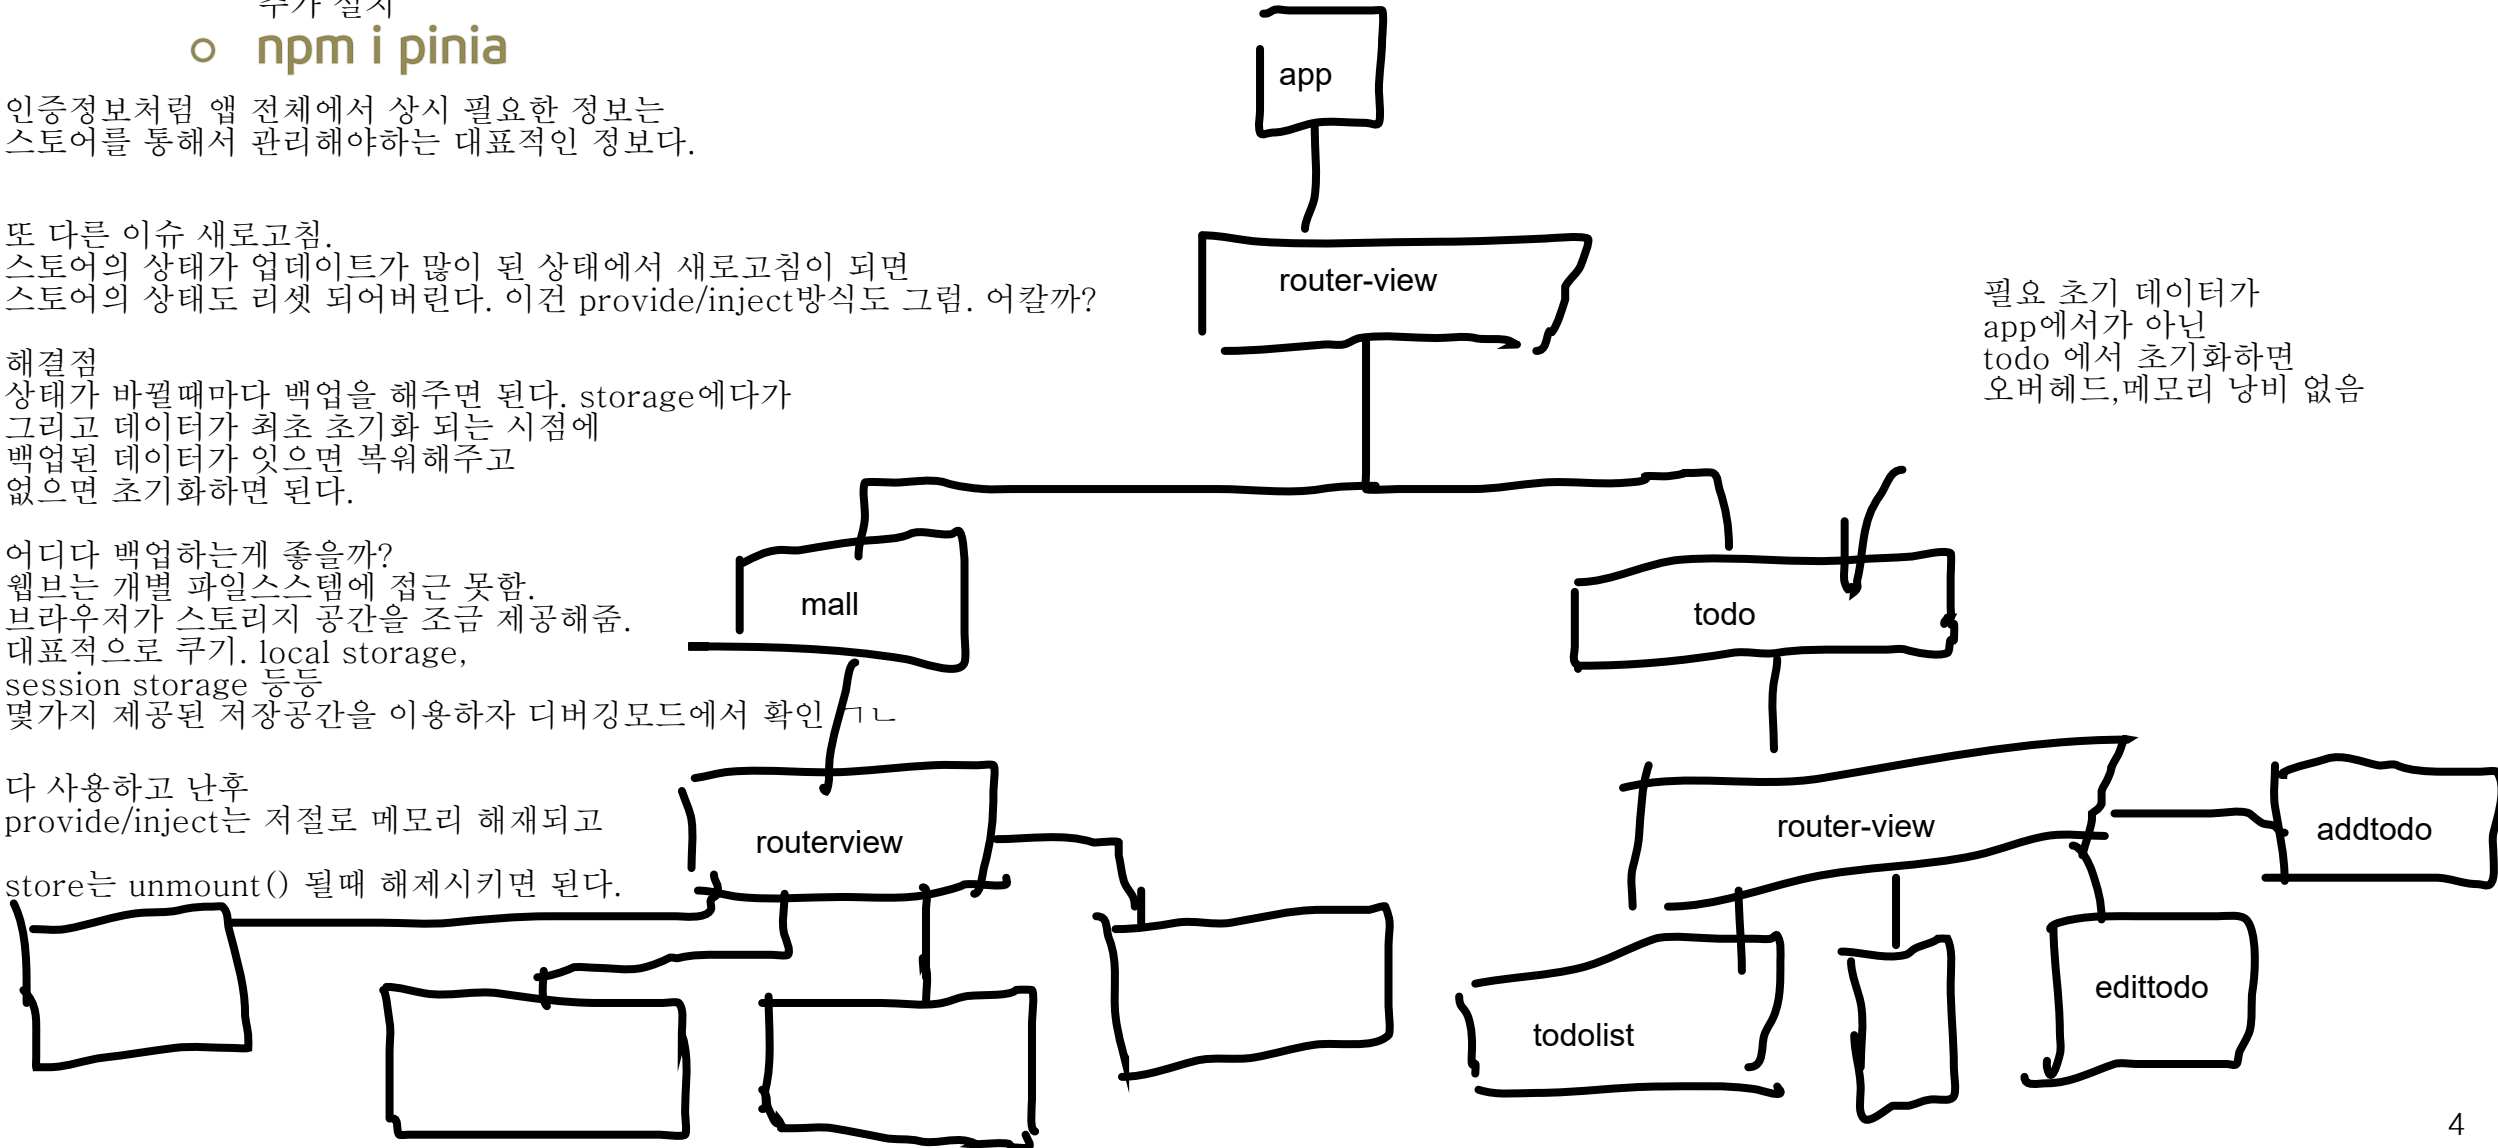 추가 설치
npm i pinia
인증정보처럼 앱 전체에서 상시 필요한 정보는
스토어를 통해서 관리해야하는 대표적인 정보다.
또 다른 이슈 새로고침.
스토어의 상태가 업데이트가 많이 된 상태에서 새로고침이 되면
스토어의 상태도 리셋 되어버린다. 이건 provide/inject방식도 그럼. 어칼까?
해결점
상태가 바뀔때마다 백업을 해주면 된다. storage에다가
그리고 데이터가 최초 초기화 되는 시점에
백업된 데이터가 잇으면 복워해주고
없으면 초기화하면 된다.
어디다 백업하는게 좋을까?
웹브는 개별 파일스스템에 접근 못함.
브라우저가 스토리지 공간을 조금 제공해줌.
대표적으로 쿠기. local storage,
session storage 등등
몇가지 제공된 저장공간을 이용하자 디버깅모드에서 확인 ㄱㄴ
다 사용하고 난후
provide/inject는 저절로 메모리 해재되고
store는 unmount() 될때 해제시키면 된다.
app
router-view
필요 초기 데이터가
app에서가 아닌
todo 에서 초기화하면
오버헤드,메모리 낭비 없음
mall
todo
routerview
router-view
addtodo
todolist
edittodo
4